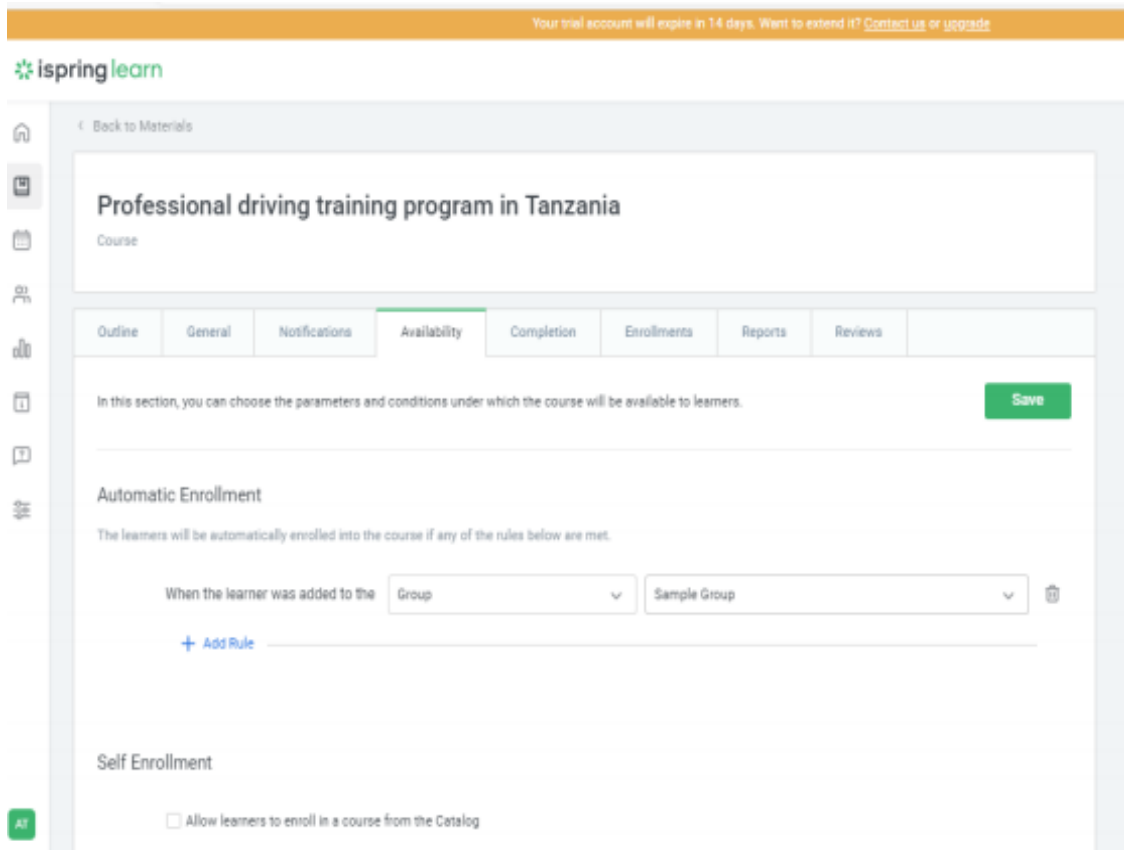 Your trial account will expire in 14 days. Want to extend it? Contact us or upgrade
ispring learn
Back to Materials
Professional driving training program in Tanzania
Course
Outline General Notifications Availability Completion Enrollments Reports Reviews
In this section, you can choose the parameters and conditions under which the course will be available to learners.
Save
Automatic Enrollment
The learners will be automatically enrolled into the course if any of the rules below are met.
When the learner was added to the Group Sample Group
+ Add Rule
Self Enrollment
Allow learners to enroll in a course from the Catalog
AT